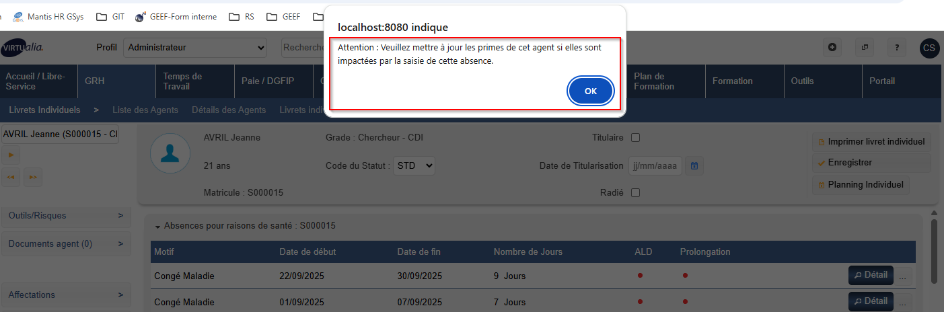 Mantis HR GSys GIT GEEF-Form interne RS GEEF
localhost:8080 indique
Attention : Veuillez mettre à jour les primes de cet agent si elles sont
impactées par la saisie de cette absence.
OK
VIRTUalia. Profil Administrateur Recherche ? CS
Accueil / Libre-Service GRH Temps de Travail Paie / DGFIP Plan de Formation Formation Outils Portail
Livrets Individuels > Liste des Agents Détails des Agents Livrets Ind
AVRIL Jeanne (S000015 - CI
AVRIL Jeanne Grade : Chercheur - CDI Titulaire
Imprimer livret individuel
21 ans Code du Statut : STD Date de Titularisation jj/mm/aaaa
Enregistrer
Matricule : S000015 Radié
Planning Individuel
Outils/Risques >
Documents agent (0) >
Affectations >
Absences pour raisons de santé : S000015
Motif Date de début Date de fin Nombre de Jours ALD Prolongation
Congé Maladie 22/09/2025 30/09/2025 9 Jours Détail ...
Congé Maladie 01/09/2025 07/09/2025 7 Jours Détail ...